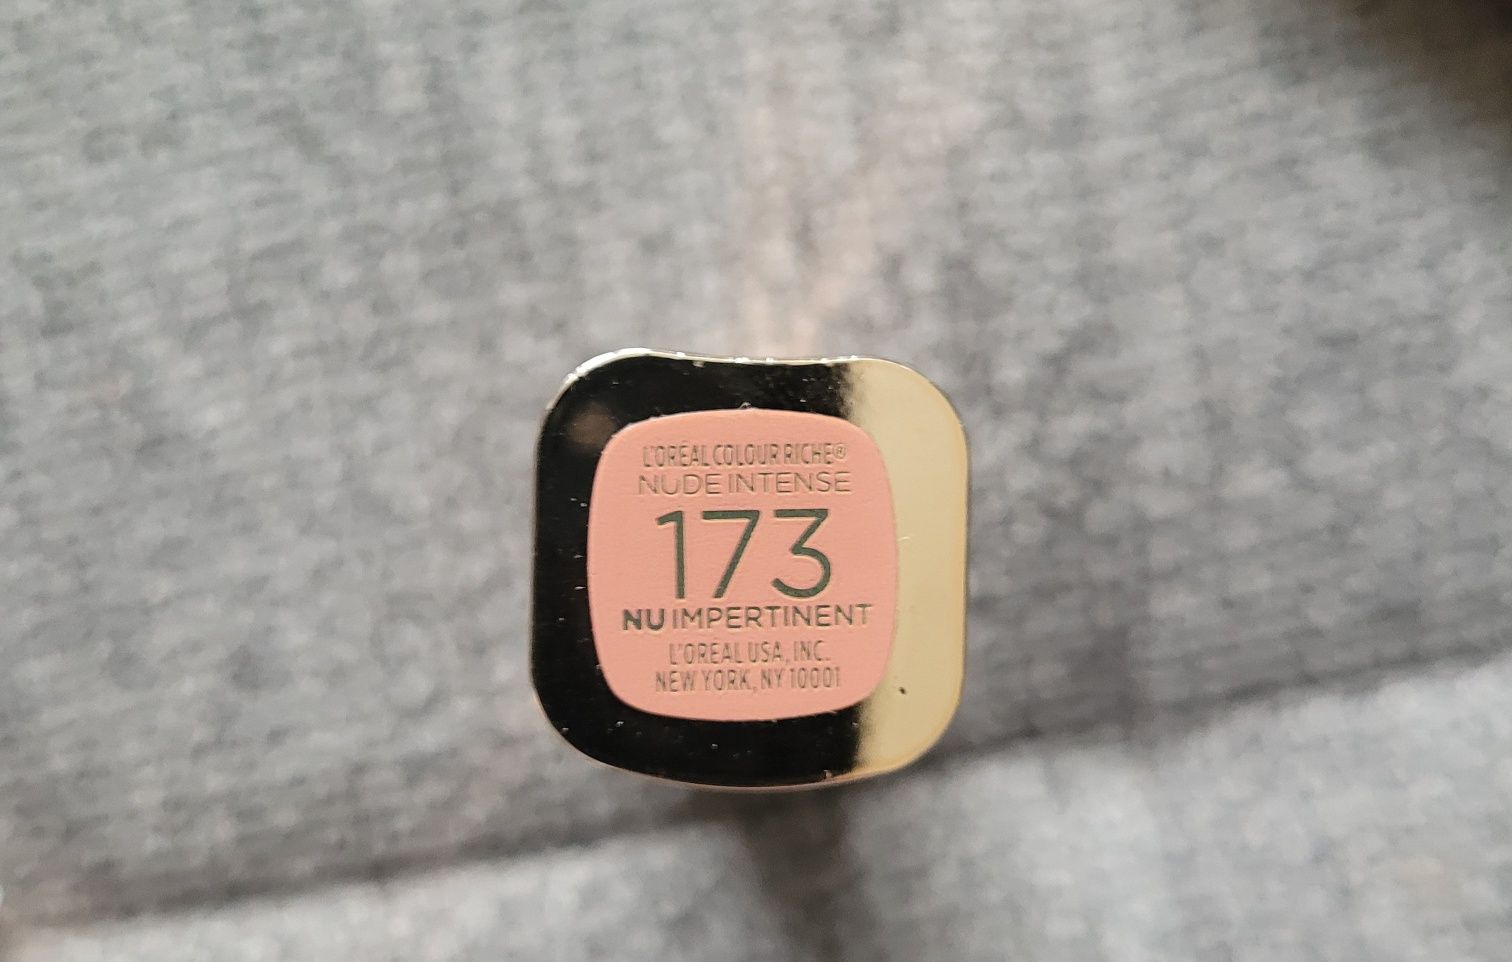 L'ORÉAL COLOUR RICHE®
NUDE INTENSE
173
NU IMPERTINENT
L'ORÉAL USA, INC.
NEW YORK, NY 10001